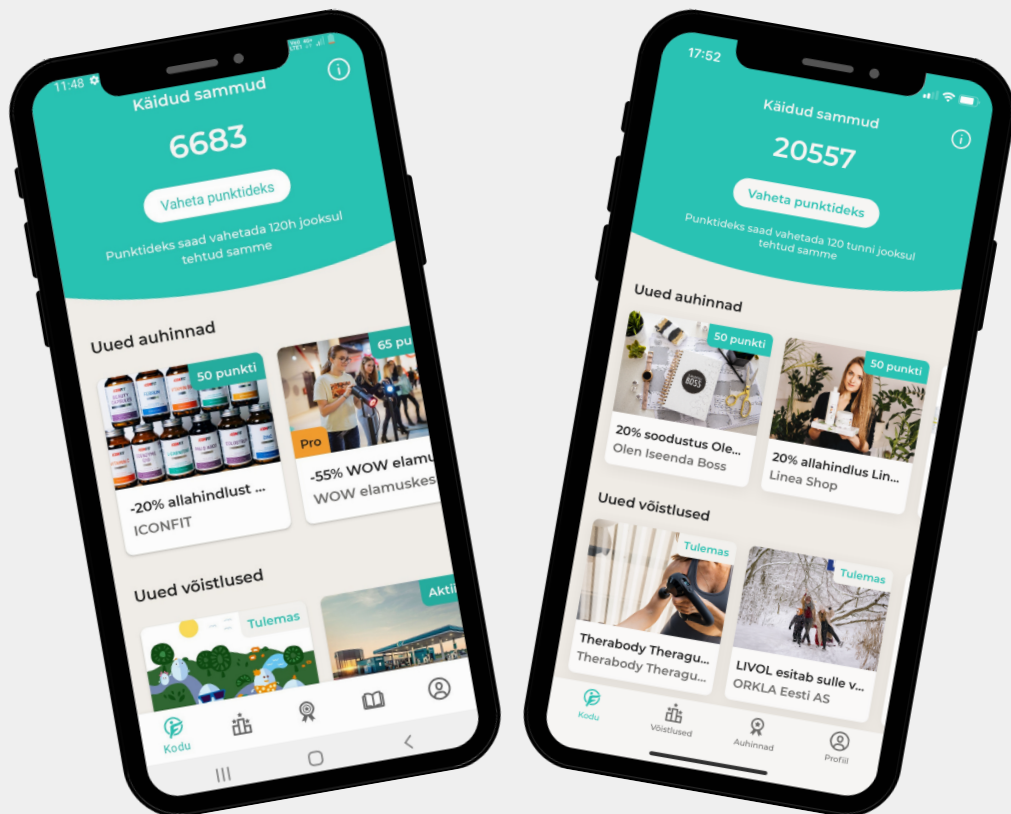 11:48
Käidud sammud
6683
Vaheta punktideks
Punktideks saad vahetada 120h jooksul
tehtud samme
Uued auhinnad
50 punkti
65 pu
Pro
-20% allahindlust ...
ICONFIT
-55% WOW elamu
WOW elamuskes
Uued võistlused
Tulemas
Aktii
Kodu
17:52
Käidud sammud
20557
Vaheta punktideks
Punktideks saad vahetada 120 tunni jooksul
tehtud samme
Uued auhinnad
50 punkti
50 punkti
BOSS
20% soodustus Ole...
Olen Iseenda Boss
20% allahindlus Lin...
Linea Shop
Uued võistlused
Tulemas
Tulemas
Therabody Theragu...
Therabody Theragu...
LIVOL esitab sulle v...
ORKLA Eesti AS
Kodu
Võistlused
Auhinnad
Profiil